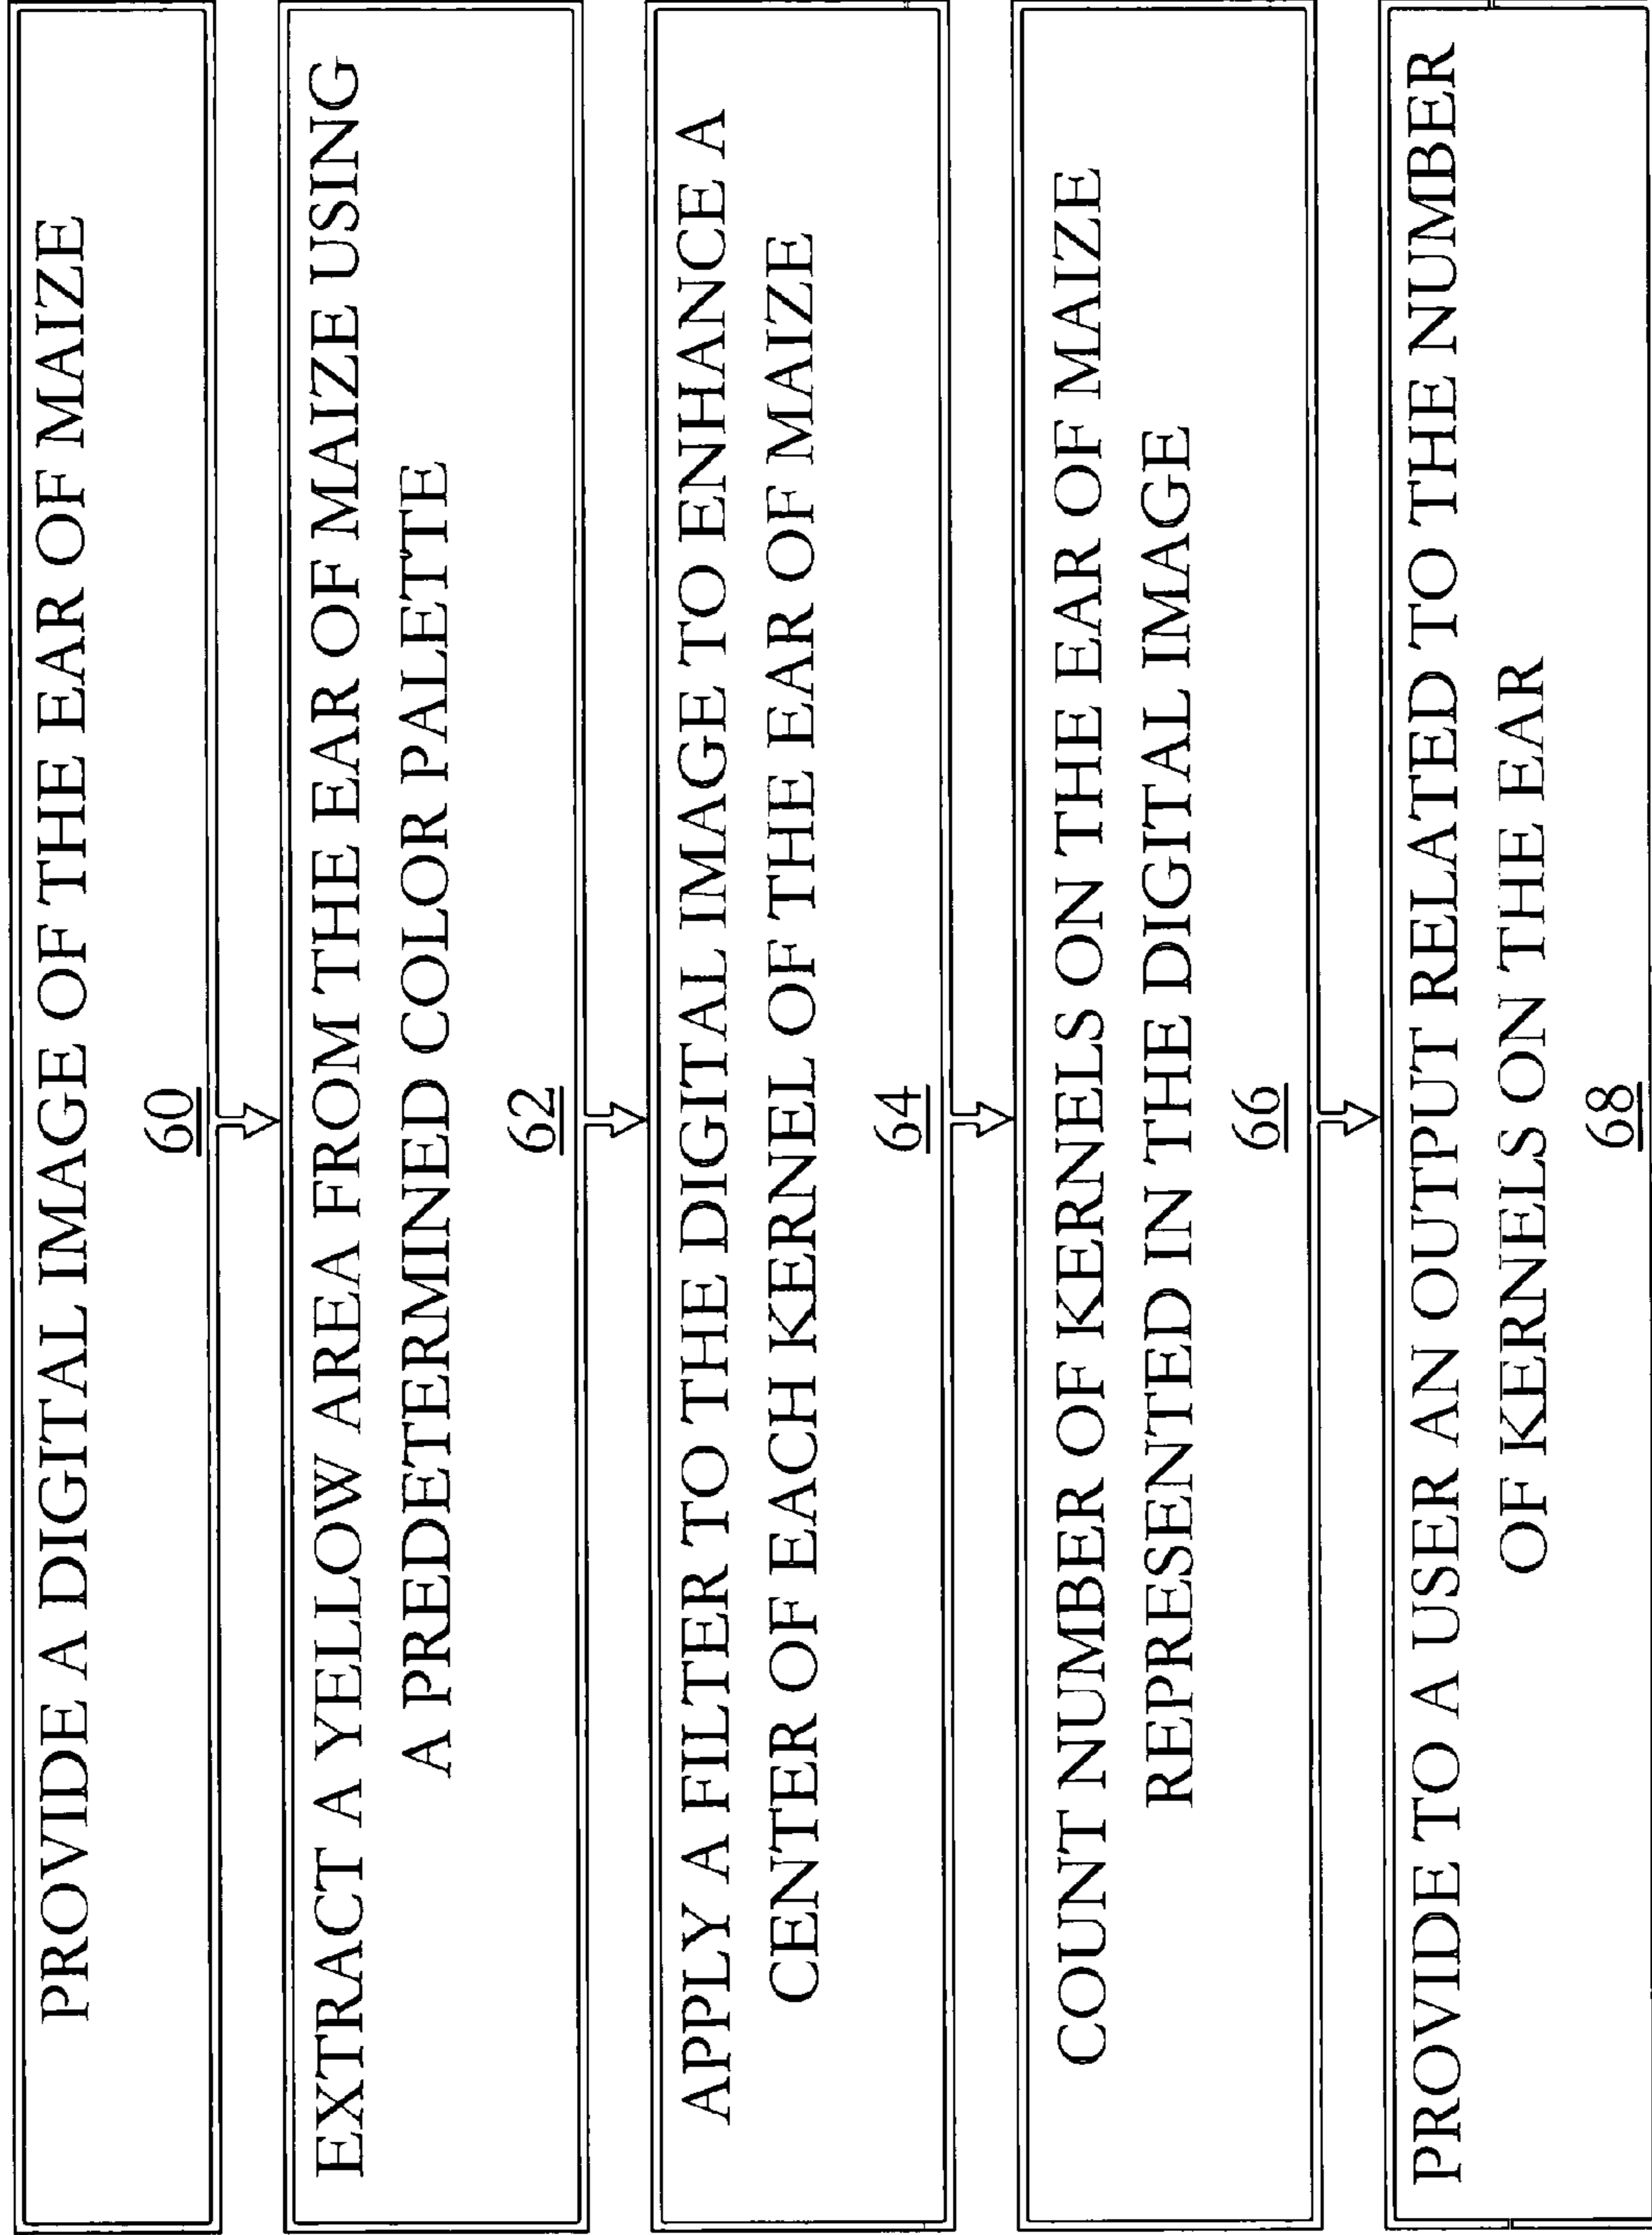 PROVIDE A DIGITAL IMAGE OF THE EAR OF MAIZE
60
EXTRACT A YELLOW AREA FROM THE EAR OF MAIZE USING
A PREDETERMINED COLOR PALETTE
62
APPLY A FILTER TO THE DIGITAL IMAGE TO ENHANCE A
CENTER OF EACH KERNEL OF THE EAR OF MAIZE
64
COUNT NUMBER OF KERNELS ON THE EAR OF MAIZE
REPRESENTED IN THE DIGITAL IMAGE
66
PROVIDE TO A USER AN OUTPUT RELATED TO THE NUMBER
OF KERNELS ON THE EAR
68